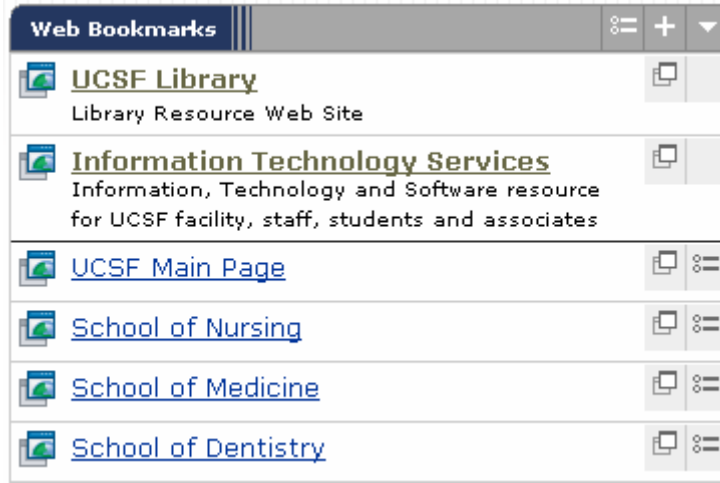 Web Bookmarks
UCSF Library
Library Resource Web Site
Information Technology Services
Information, Technology and Software resource
for UCSF facility, staff, students and associates
UCSF Main Page
School of Nursing
School of Medicine
School of Dentistry